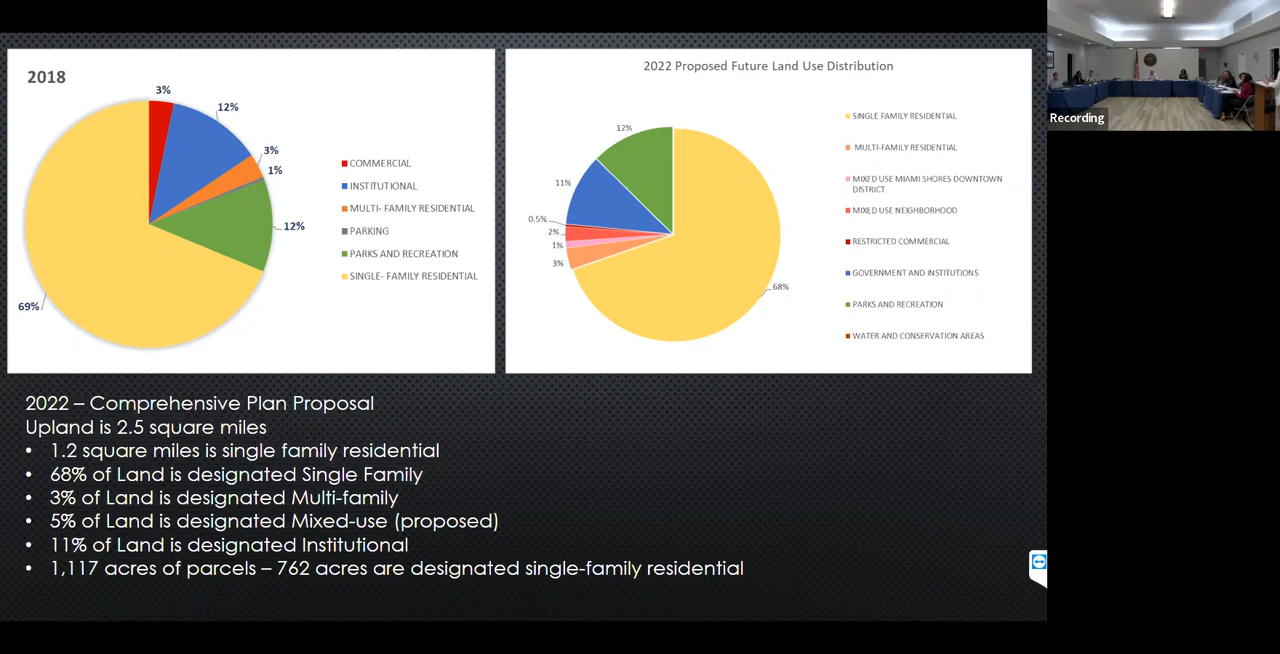 2018
3%
12%
3%
1%
12%
69%
COMMERCIAL
INSTITUTIONAL
MULTI- FAMILY RESIDENTIAL
PARKING
PARKS AND RECREATION
SINGLE- FAMILY RESIDENTIAL
2022 Proposed Future Land Use Distribution
12%
11%
0.5%
2%
1%
3%
68%
SINGLE FAMILY RESIDENTIAL
MULTI-FAMILY RESIDENTIAL
MIXED USE MIAMI SHORES DOWNTOWN
DISTRICT
MIXED USE NEIGHBORHOOD
RESTRICTED COMMERCIAL
GOVERNMENT AND INSTITUTIONS
PARKS AND RECREATION
WATER AND CONSERVATION AREAS
Recording
2022 – Comprehensive Plan Proposal
Upland is 2.5 square miles
• 1.2 square miles is single family residential
• 68% of Land is designated Single Family
• 3% of Land is designated Multi-family
• 5% of Land is designated Mixed-use (proposed)
• 11% of Land is designated Institutional
• 1,117 acres of parcels – 762 acres are designated single-family residential